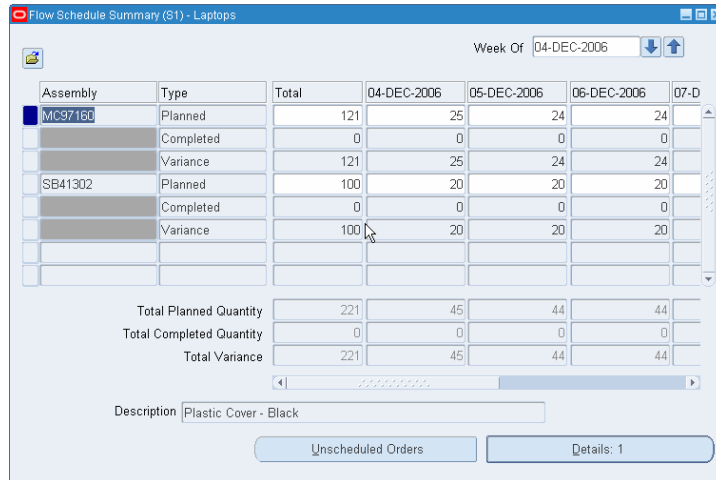 Flow Schedule Summary (S1) - Laptops
Week Of 04-DEC-2006
Assembly Type Total 04-DEC-2006 05-DEC-2006 06-DEC-2006 07-D
MC97160 Planned 121 25 24 24
Completed 0 0 0 0
Variance 121 25 24 24
SB41302 Planned 100 20 20 20
Completed 0 0 0 0
Variance 100 20 20 20
Total Planned Quantity 221 45 44 44
Total Completed Quantity 0 0 0 0
Total Variance 221 45 44 44
Description Plastic Cover - Black
Unscheduled Orders Details: 1